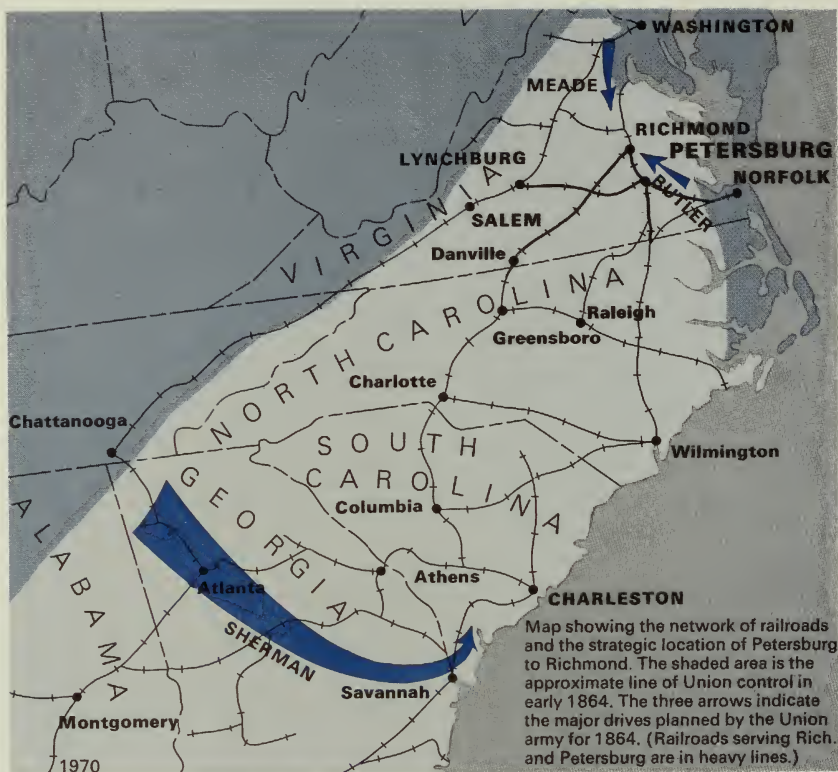 WASHINGTON
MEADE
RICHMOND
PETERSBURG
LYNCHBURG
NORFOLK
BUTLER
SALEM
VIRGINIA
Danville
NORTH CAROLINA
Raleigh
Greensboro
Charlotte
Chattanooga
SOUTH
CAROLINA
Wilmington
GEORGIA
Columbia
ALABAMA
Athens
Atlanta
CHARLESTON
SHERMAN
Savannah
Montgomery
1970
Map showing the network of railroads
and the strategic location of Petersburg
to Richmond. The shaded area is the
approximate line of Union control in
early 1864. The three arrows indicate
the major drives planned by the Union
army for 1864. (Railroads serving Rich.
and Petersburg are in heavy lines.)